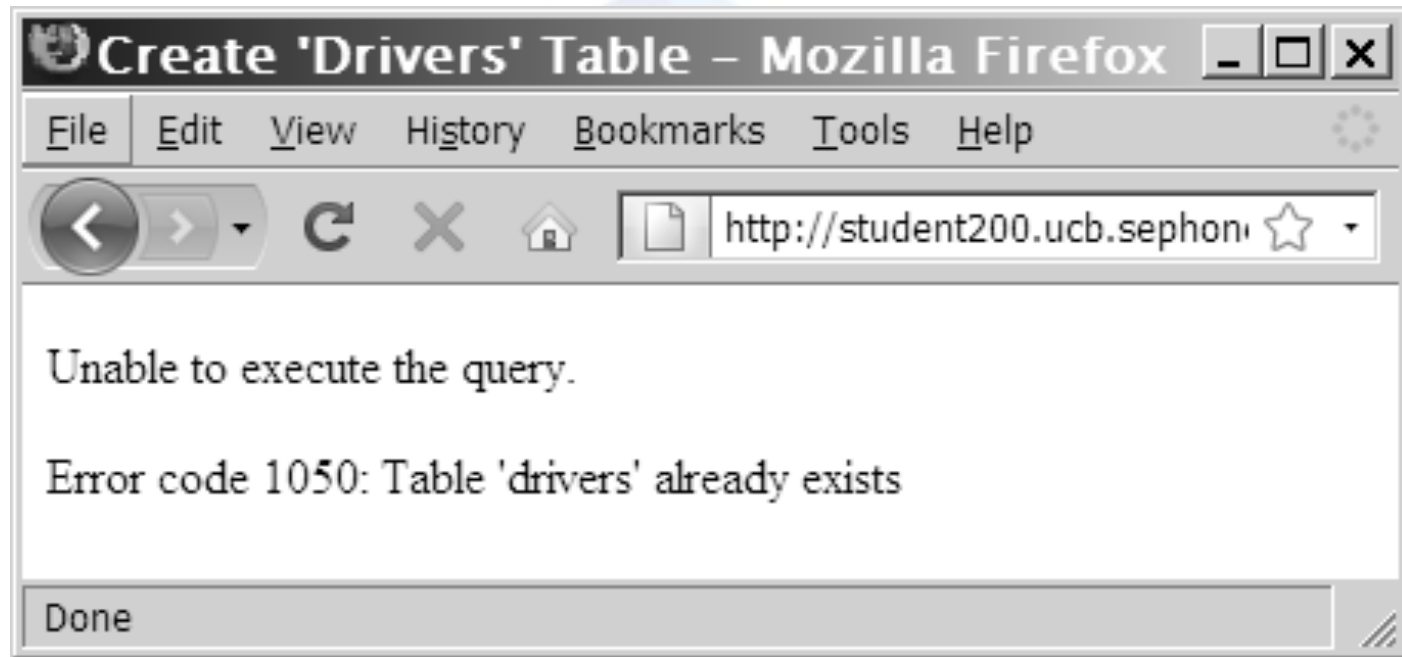 Create 'Drivers' Table – Mozilla Firefox
File Edit View History Bookmarks Tools Help
http://student200.ucb.sephon
Unable to execute the query.
Error code 1050: Table 'drivers' already exists
Done